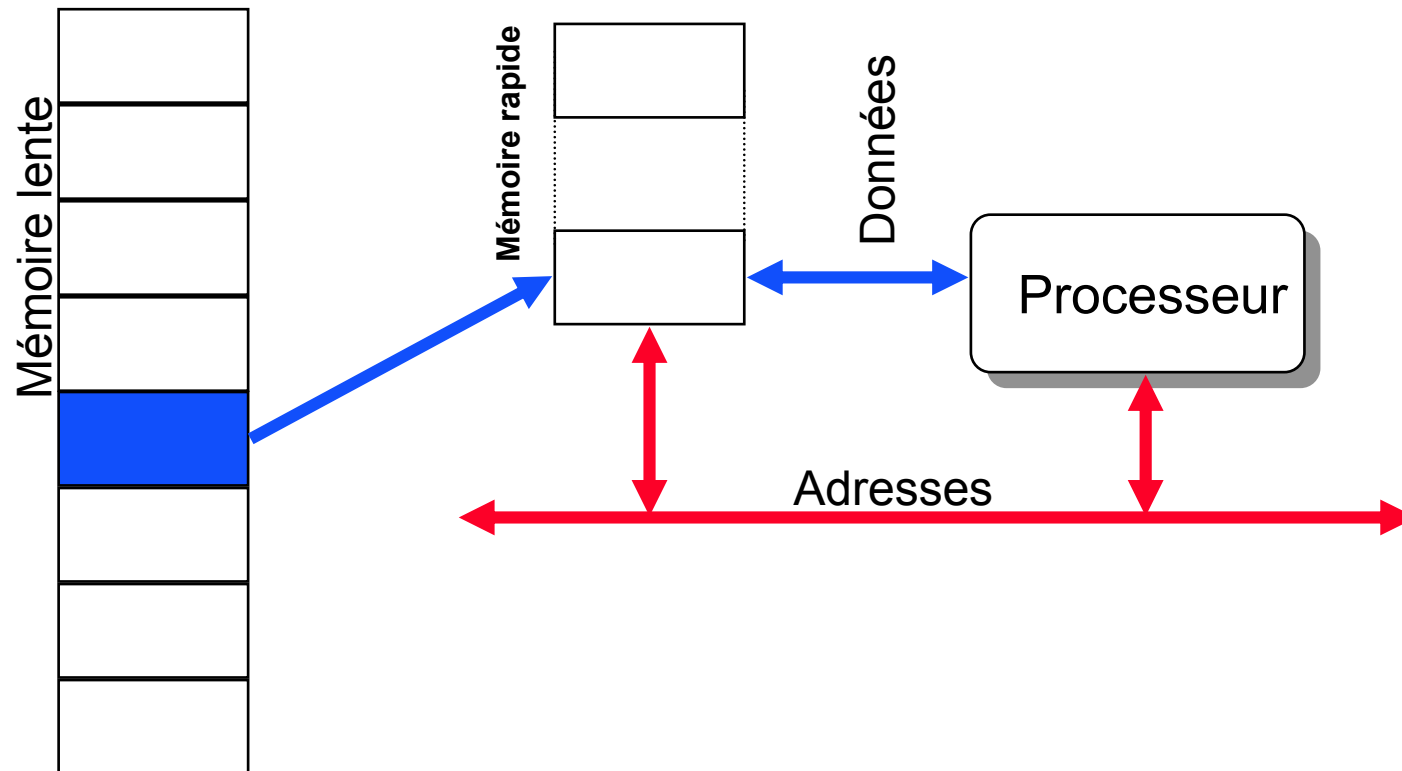 Mémoire lente
Mémoire rapide
Données
Processeur
Adresses